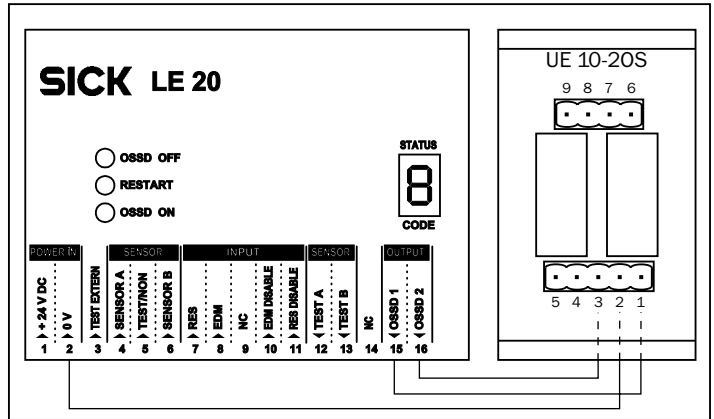 SICK LE 20
OSSD OFF
RESTART
OSSD ON
STATUS
8
CODE
POWER IN
SENSOR
INPUT
SENSOR
OUTPUT
+ 24 V DC
0 V
TEST EXTERN
SENSOR A
TEST/NON
SENSOR B
RES
EDM
NC
EDM DISABLE
RES DISABLE
TEST A
TEST B
NC
OSSD 1
OSSD 2
1 2 3 4 5 6 7 8 9 10 11 12 13 14 15 16
UE 10-20S
9 8 7 6
5 4 3 2 1